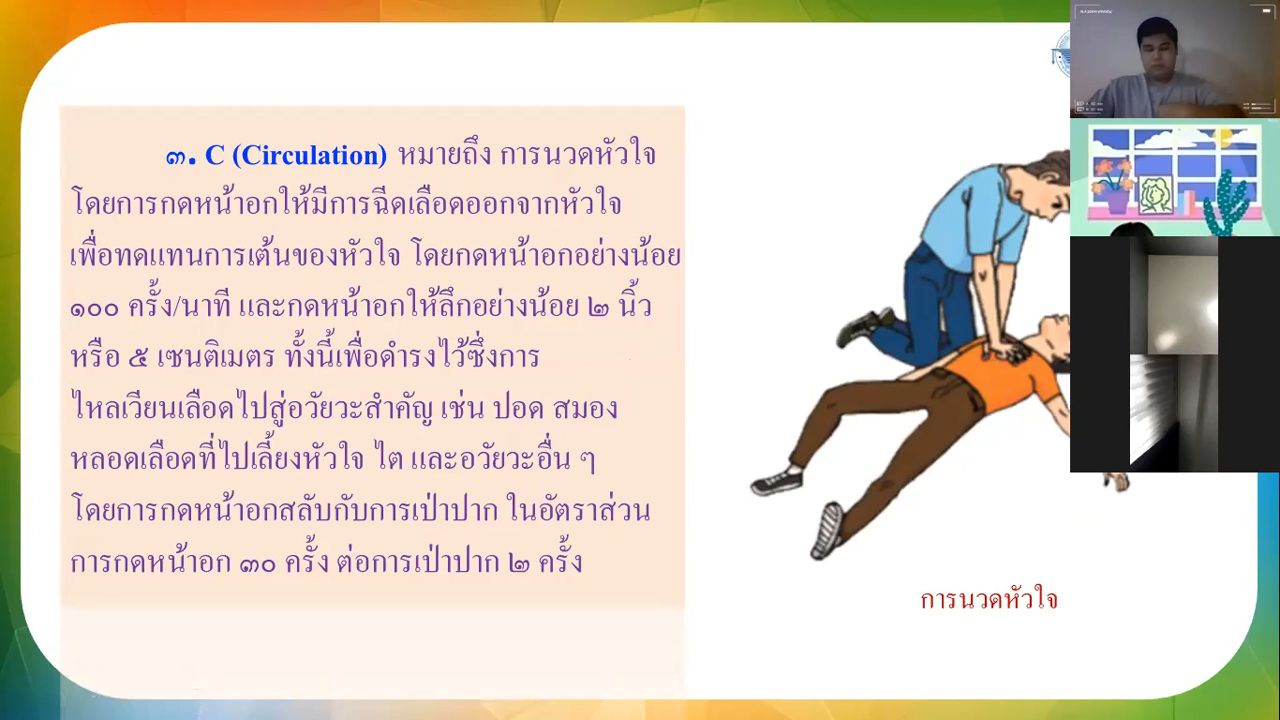 ๓. C (Circulation) หมายถึง การนวดหัวใจ
โดยการกดหน้าอกให้มีการฉีดเลือดออกจากหัวใจ
เพื่อทดแทนการเต้นของหัวใจ โดยกดหน้าอกอย่างน้อย
๑๐๐ ครั้ง/นาที และกดหน้าอกให้ลึกอย่างน้อย ๒ นิ้ว
หรือ ๕ เซนติเมตร ทั้งนี้เพื่อดำรงไว้ซึ่งการ
ไหลเวียนเลือดไปสู่อวัยวะสำคัญ เช่น ปอด สมอง
หลอดเลือดที่ไปเลี้ยงหัวใจ ไต และอวัยวะอื่น ๆ
โดยการกดหน้าอกสลับกับการเป่าปาก ในอัตราส่วน
การกดหน้าอก ๓๐ ครั้ง ต่อการเป่าปาก ๒ ครั้ง
การนวดหัวใจ